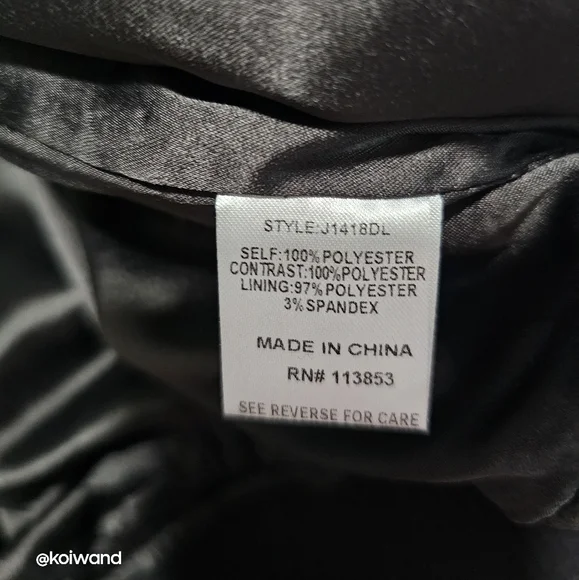 STYLE:J1418DL
SELF:100%POLYESTER
CONTRAST:100%POLYESTER
LINING:97%POLYESTER
3%SPANDEX
MADE IN CHINA
RN# 113853
SEE REVERSE FOR CARE
@koiwand